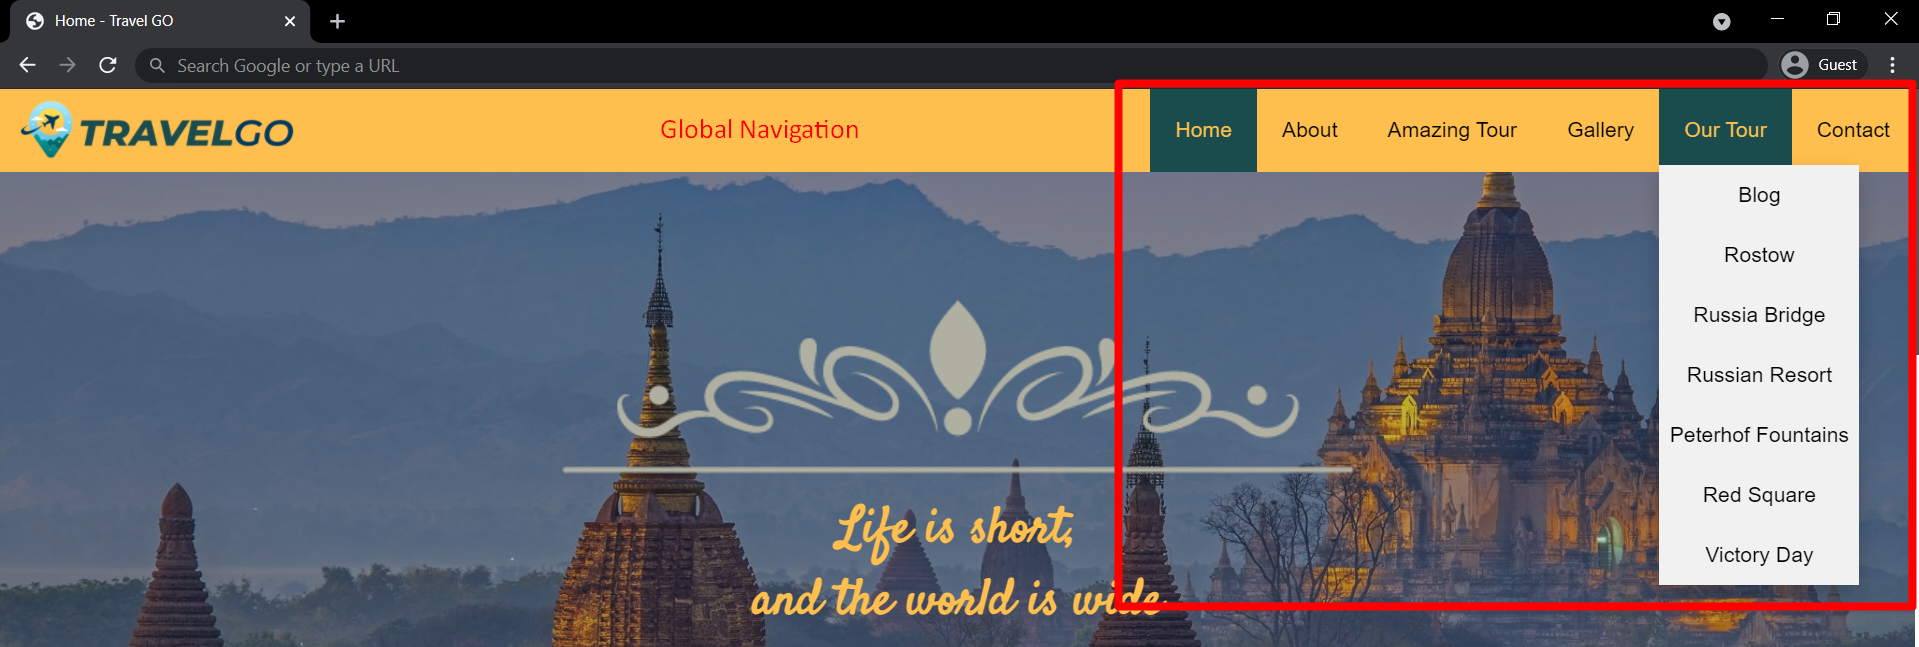 Home - Travel GO
Search Google or type a URL
Guest
TRAVELGO
Global Navigation
Home
About
Amazing Tour
Gallery
Our Tour
Contact
Blog
Rostow
Russia Bridge
Russian Resort
Peterhof Fountains
Red Square
Victory Day
Life is short,
and the world is wide